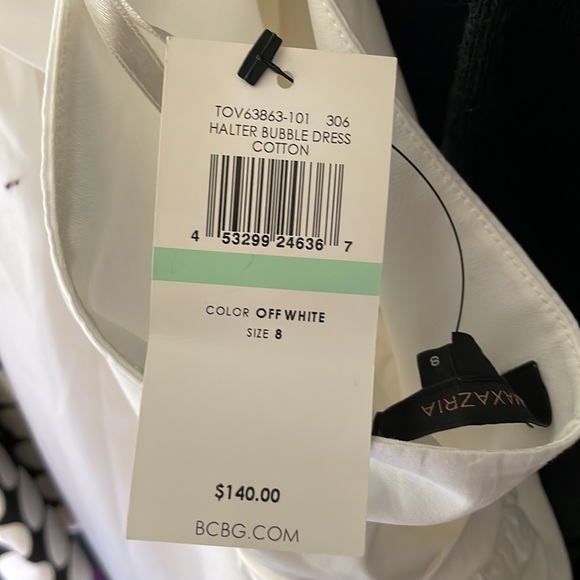 TOV63863-101 306
HALTER BUBBLE DRESS
COTTON
4 53299 24636 7
COLOR OFF WHITE
SIZE 8
$140.00
BCBG.COM
8
MAXAZRIA